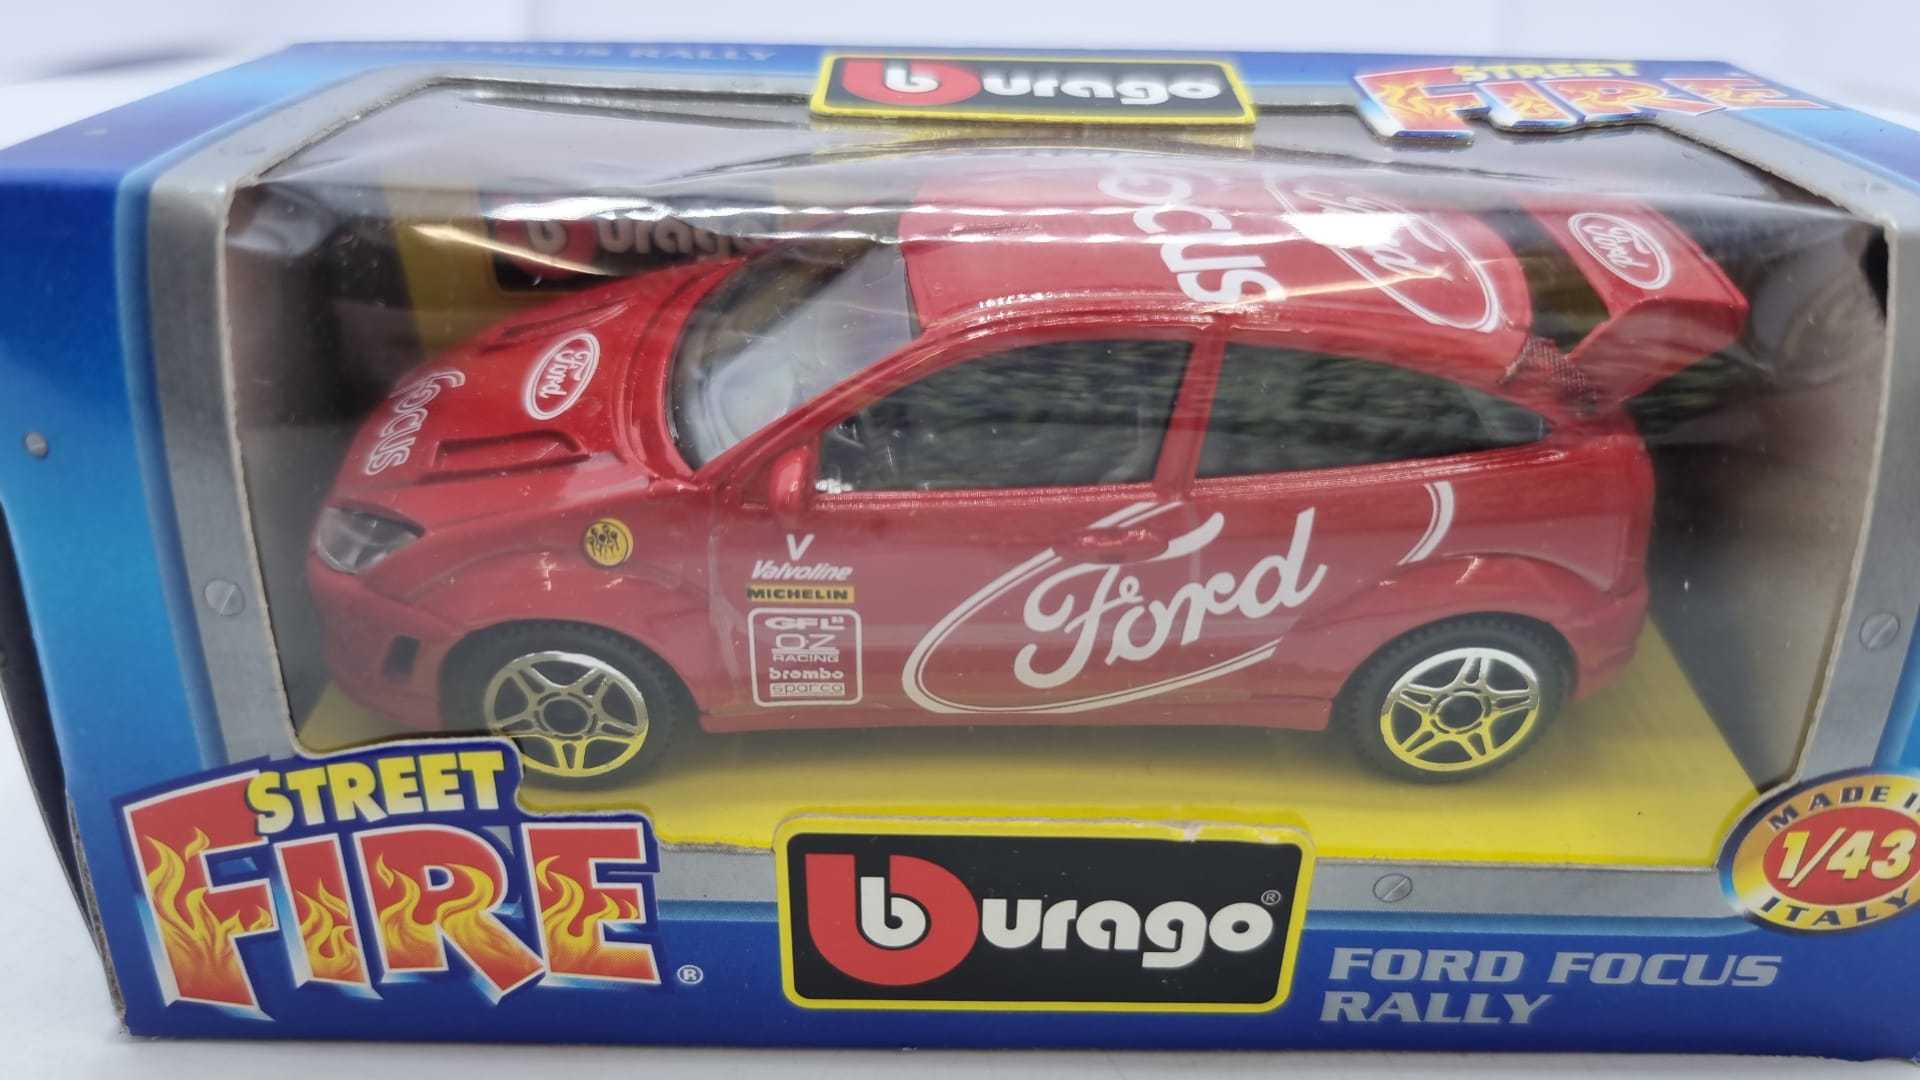 FORD FOCUS RALLY
burago
STREET
FIRE
burago
Focus
Ford
Ford
Ford
Focus
V
Valvoline
MICHELIN
GFL
OZ
RACING
brembo
sparco
Ford
STREET
FIRE®
burago®
MADE I
1/43
ITALY
FORD FOCUS
RALLY